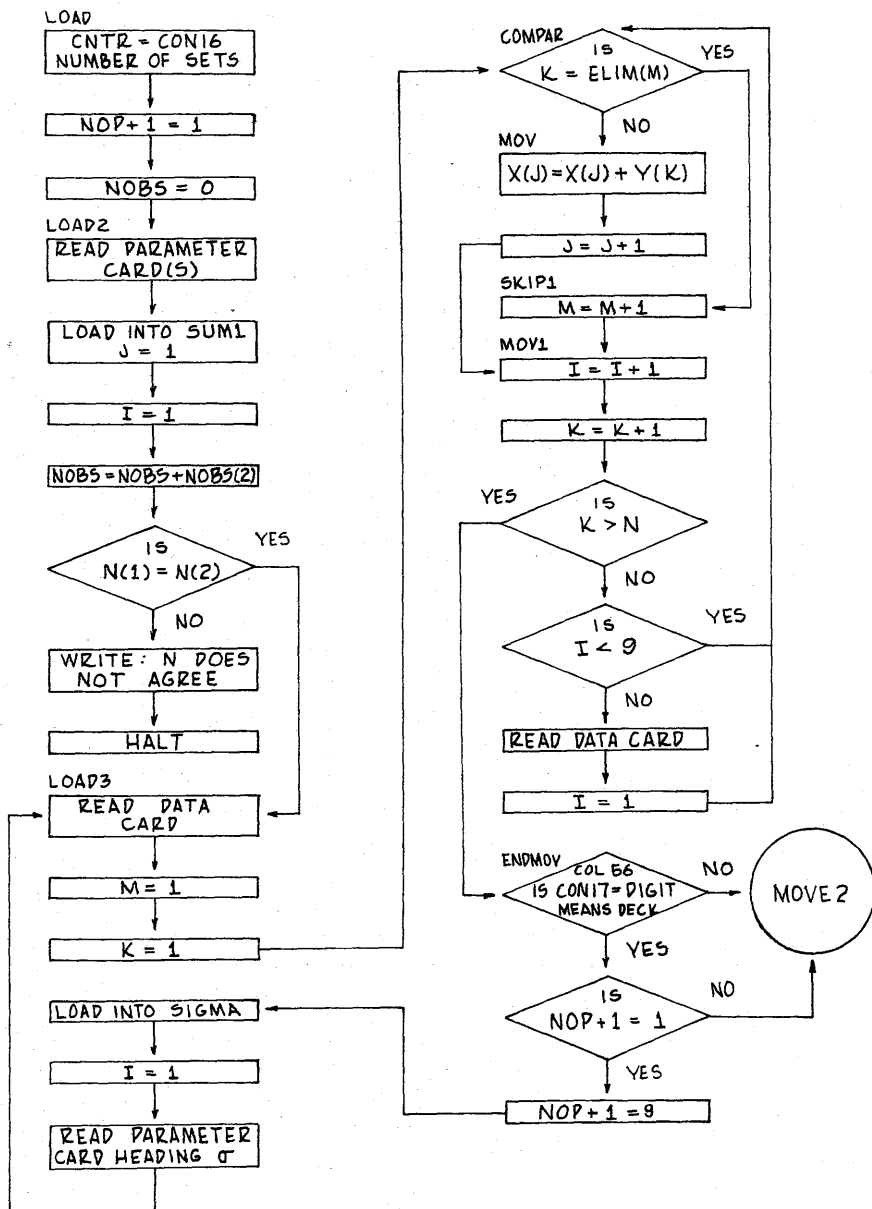 LOAD
CNTR = CON16
NUMBER OF SETS
NOP+1 = 1
NOBS = 0
LOAD2
READ PARAMETER
CARD(S)
LOAD INTO SUM1
J = 1
I = 1
NOBS=NOBS+NOBS(2)
IS
N(1) = N(2)
YES
NO
WRITE: N DOES
NOT AGREE
HALT
LOAD3
READ DATA
CARD
M = 1
K = 1
LOAD INTO SIGMA
I = 1
READ PARAMETER
CARD HEADING σ
COMPAR
IS
K = ELIM(M)
YES
NO
MOV
X(J)=X(J)+Y(K)
J=J+1
SKIP1
M=M+1
MOV1
I = I+1
K=K+1
YES
IS
K > N
NO
IS
I < 9
YES
NO
READ DATA CARD
I = 1
ENDMOV
COL 56
IS CON17=DIGIT
MEANS DECK
NO
MOVE2
YES
IS
NOP+1 = 1
NO
YES
NOP+1 =9